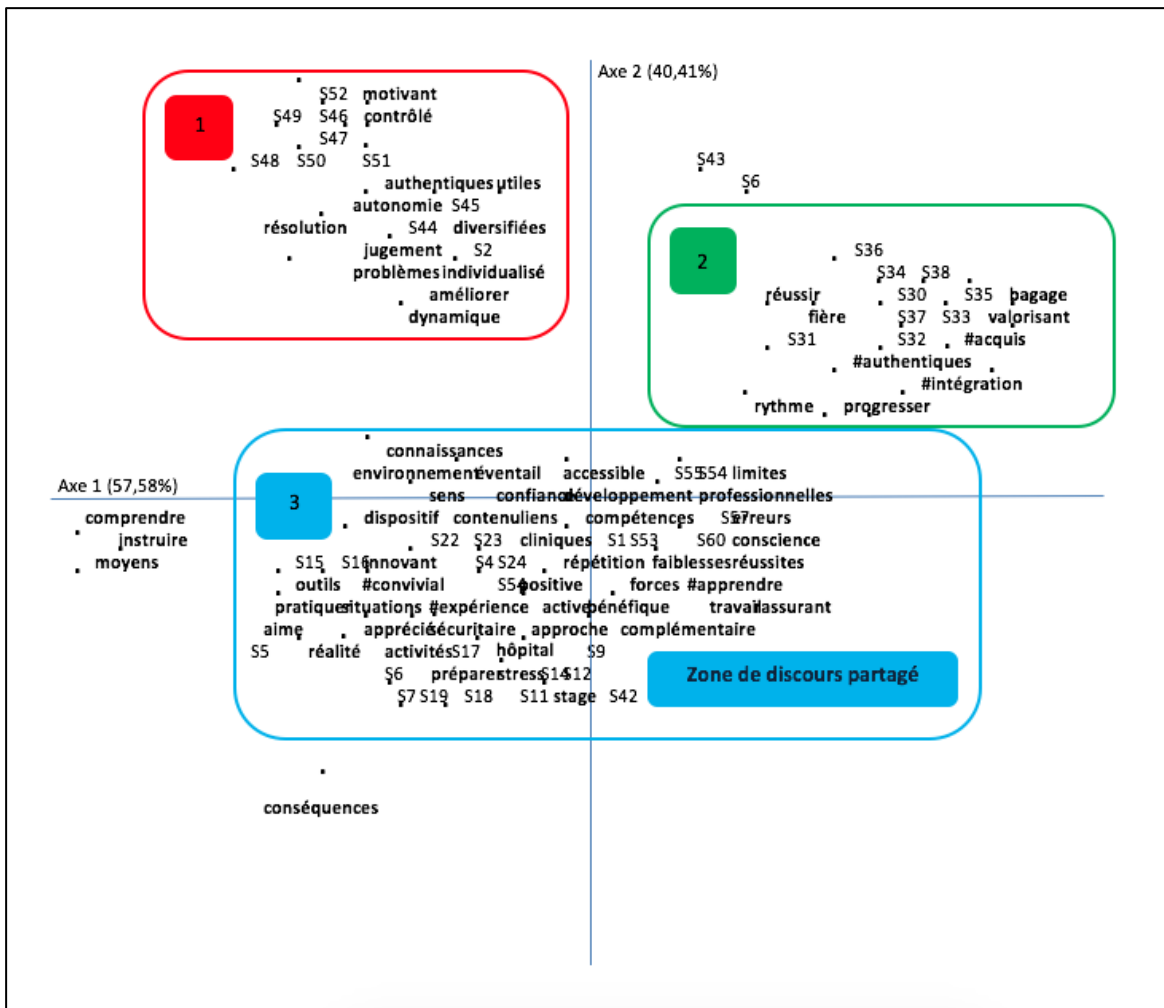 Axe 2 (40,41%)
S52 motivant
1 S49 S46 contrôlé
S47
S43
S48 S50 S51
authentiques utiles S6
autonomie S45
résolution S44 diversifiées
jugement S2 S36
2
problèmes individualisé S34 S38
améliorer réussir S30 S35 bagage
dynamique fière S37 S33 valorisant
S31 S32 #acquis
#authentiques
#intégration
rythme progresser
connaissances
environnement éventail accessible S55 S54 limites
Axe 1 (57,58%)
3 sens confiance développement professionnelles
comprendre dispositif contenu liens compétences S57 erreurs
instruire S22 S23 cliniques S1 S53 S60 conscience
moyens S15 S16 innovant S4 S24 répétition faiblesses réussites
outils #convivial S54 positive forces #apprendre
pratiques situations #expérience active bénéfique travail rassurant
aime apprécié sécuritaire approche complémentaire
S5 réalité activités S17 hôpital S9
S6 préparer stress S14 S12 Zone de discours partagé
S7 S19 S18 S11 stage S42
conséquences